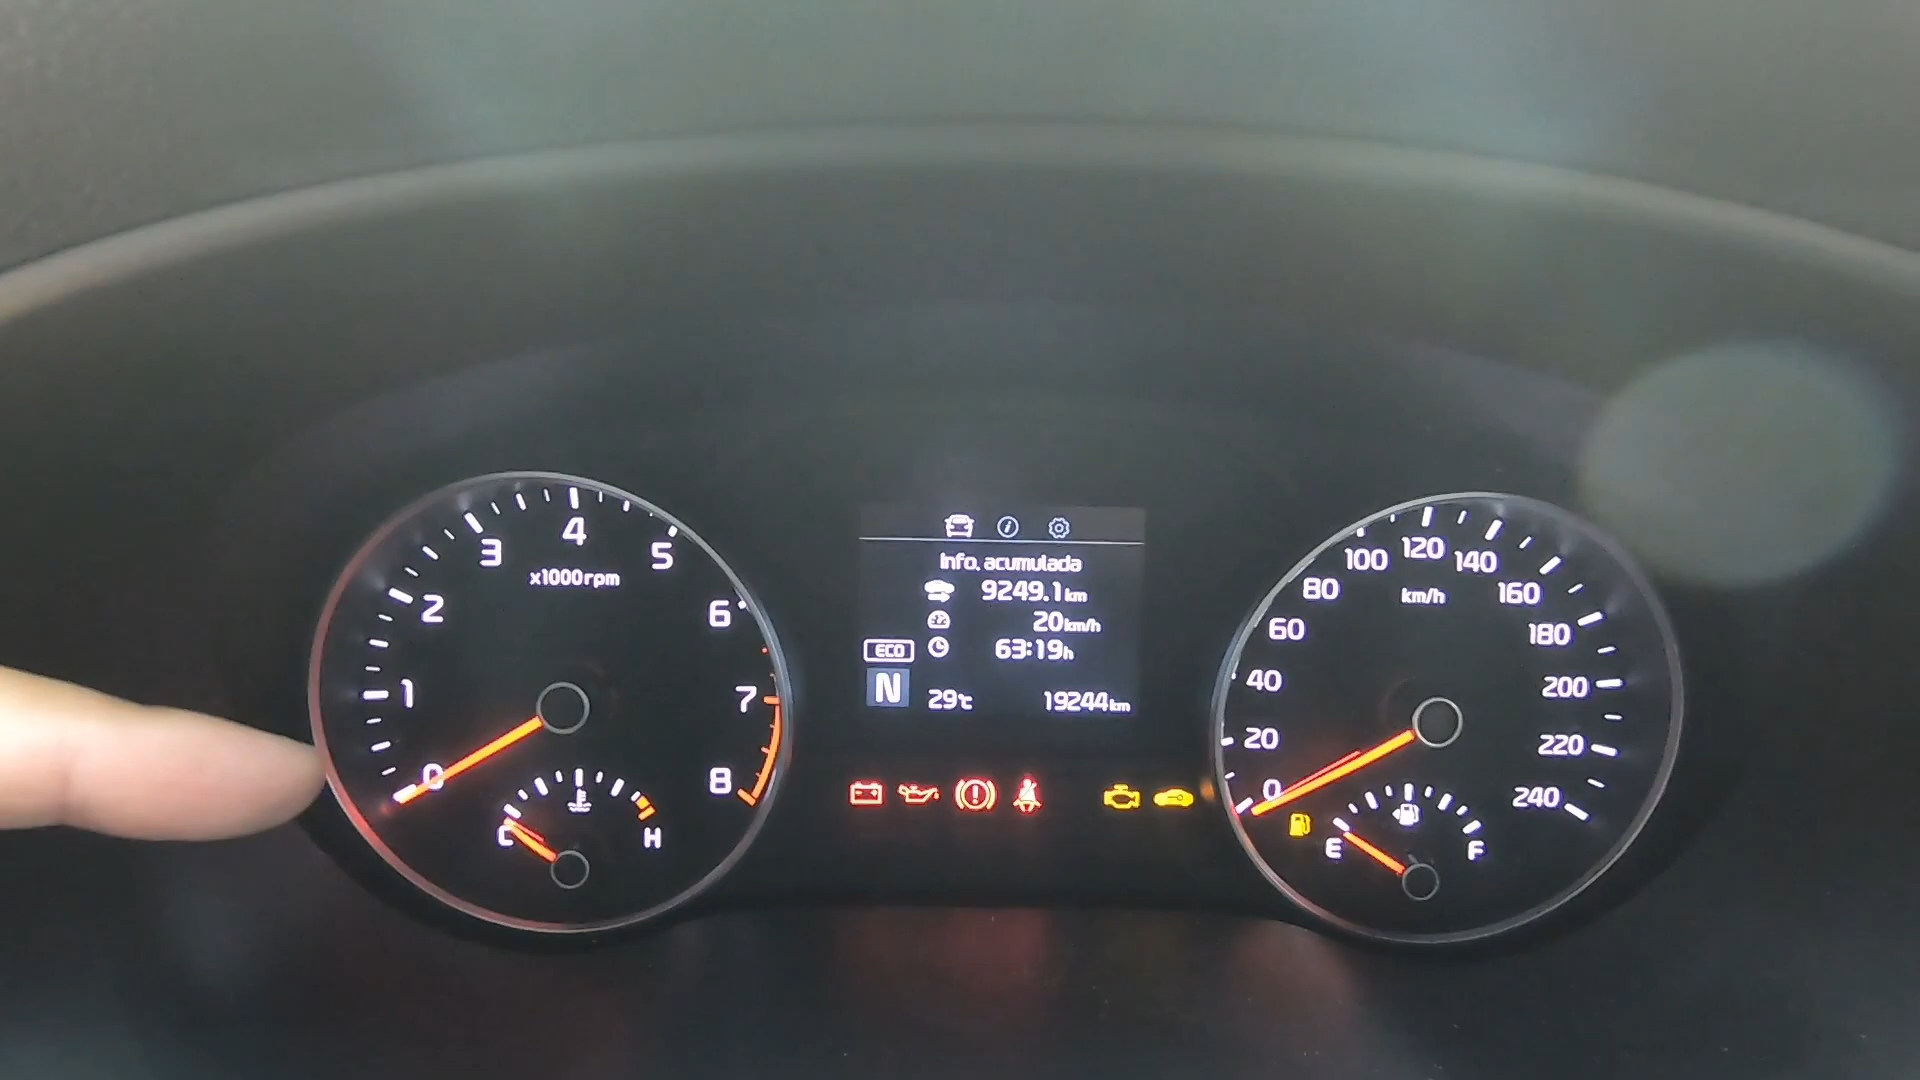 0
1
2
3
4
5
6
7
8
x1000rpm
C
H
Info. acumulada
9249.1km
20km/h
63:19h
ECO
N
29℃
19244km
0
20
40
60
80
100
120
140
160
180
200
220
240
km/h
E
F